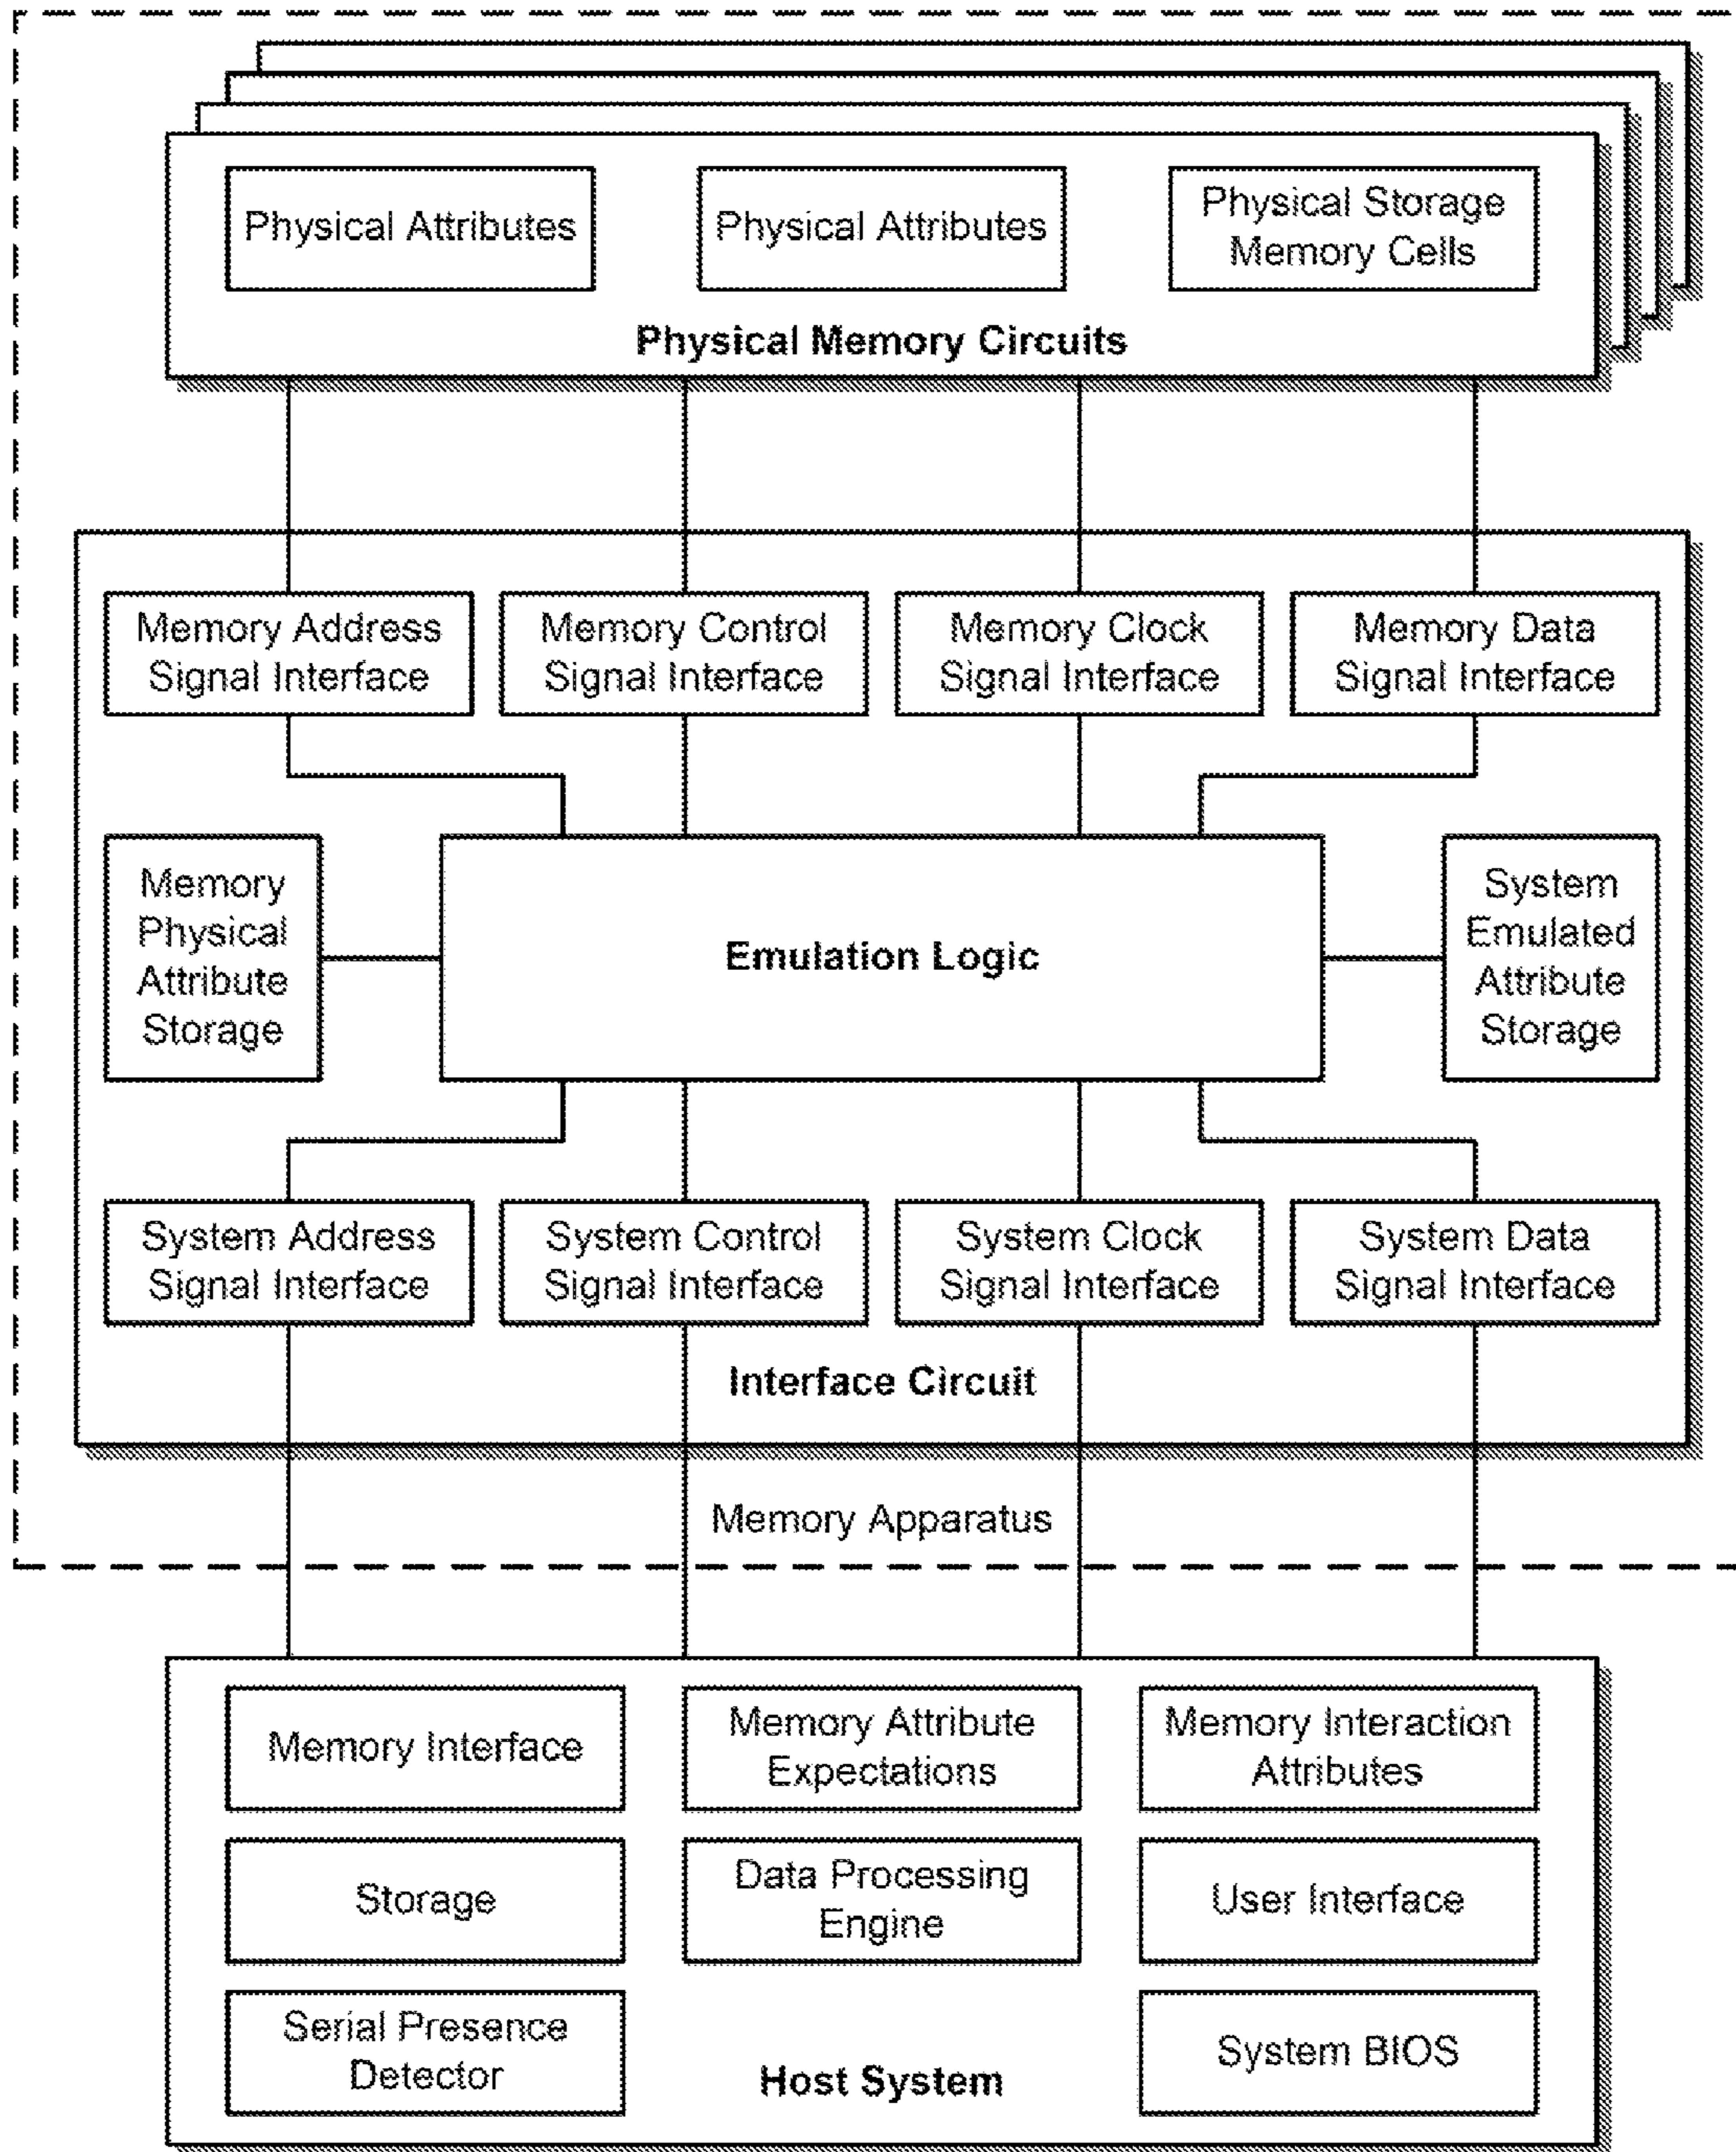 Physical Attributes
Physical Attributes
Physical Storage
Memory Cells
Physical Memory Circuits
Memory Address
Signal Interface
Memory Control
Signal Interface
Memory Clock
Signal Interface
Memory Data
Signal Interface
Memory
Physical
Attribute
Storage
Emulation Logic
System
Emulated
Attribute
Storage
System Address
Signal Interface
System Control
Signal Interface
System Clock
Signal Interface
System Data
Signal Interface
Interface Circuit
Memory Apparatus
Memory Interface
Memory Attribute
Expectations
Memory Interaction
Attributes
Storage
Data Processing
Engine
User Interface
Serial Presence
Detector
Host System
System BIOS